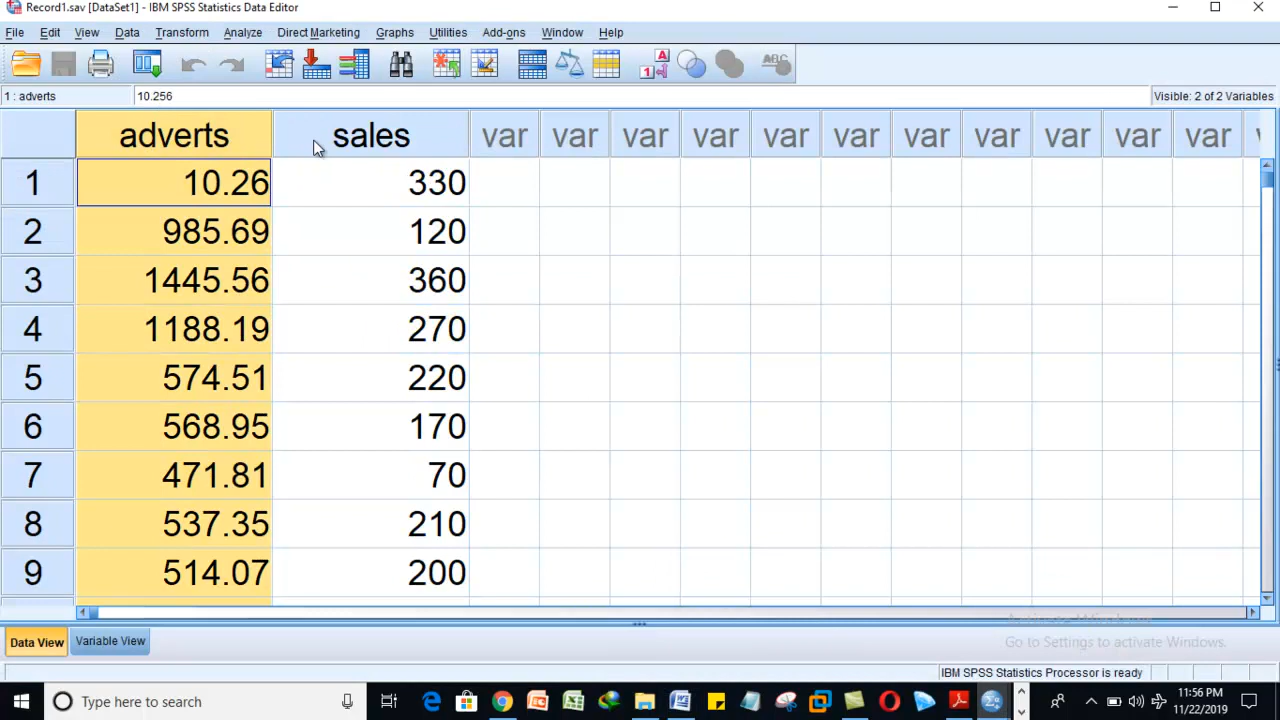 Record1.sav [DataSet1] - IBM SPSS Statistics Data Editor
File Edit View Data Transform Analyze Direct Marketing Graphs Utilities Add-ons Window Help
A
1
ABC
1 : adverts 10.256 Visible: 2 of 2 Variables
adverts sales var var var var var var var var var var var
1 10.26 330
2 985.69 120
3 1445.56 360
4 1188.19 270
5 574.51 220
6 568.95 170
7 471.81 70
8 537.35 210
9 514.07 200
Data View Variable View
Go to Settings to activate Windows.
IBM SPSS Statistics Processor is ready
Type here to search
11:56 PM
11/22/2019